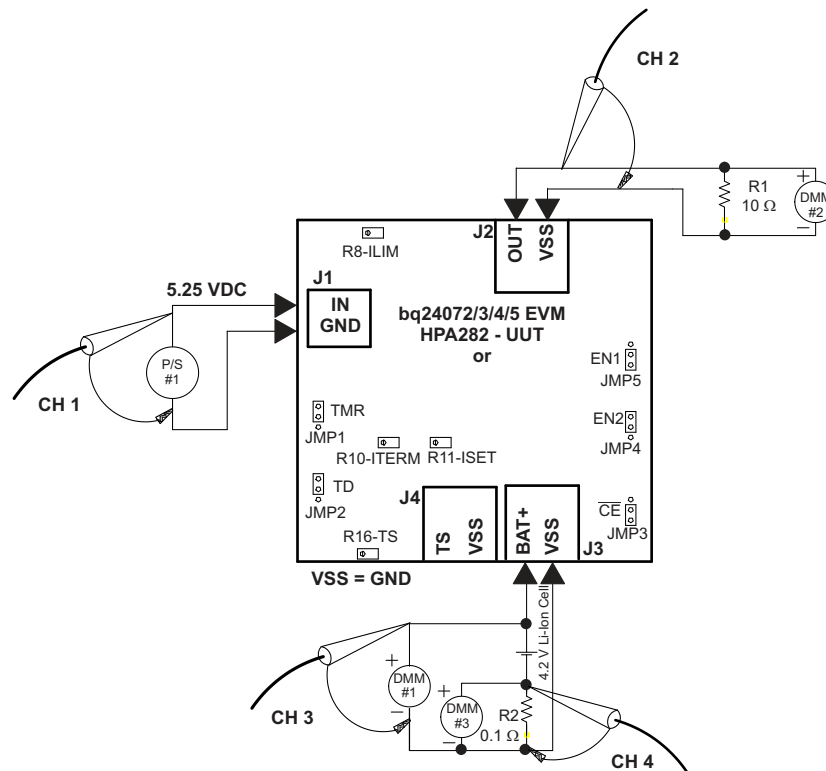 CH 2
+
R1
10 Ω
DMM
#2
−
J2
OUT
VSS
R8-ILIM
5.25 VDC
J1
IN
GND
bq24072/3/4/5 EVM
HPA282 - UUT
or
P/S
#1
CH 1
EN1
JMP5
TMR
JMP1
EN2
JMP4
R10-ITERM
R11-ISET
TD
JMP2
J4
TS
VSS
BAT+
VSS
J3
CE
JMP3
R16-TS
VSS = GND
4.2 V Li-Ion Cell
CH 3
+
DMM
#1
−
+
DMM
#3
−
R2
0.1 Ω
CH 4